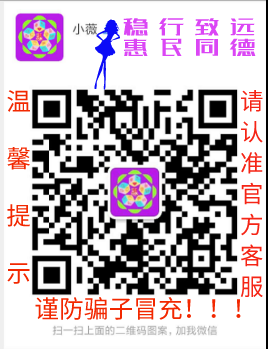 小薇
稳行致远
惠民同德
温馨提示
请认准官方客服
谨防骗子冒充！！！
扫一扫上面的二维码图案，加我微信